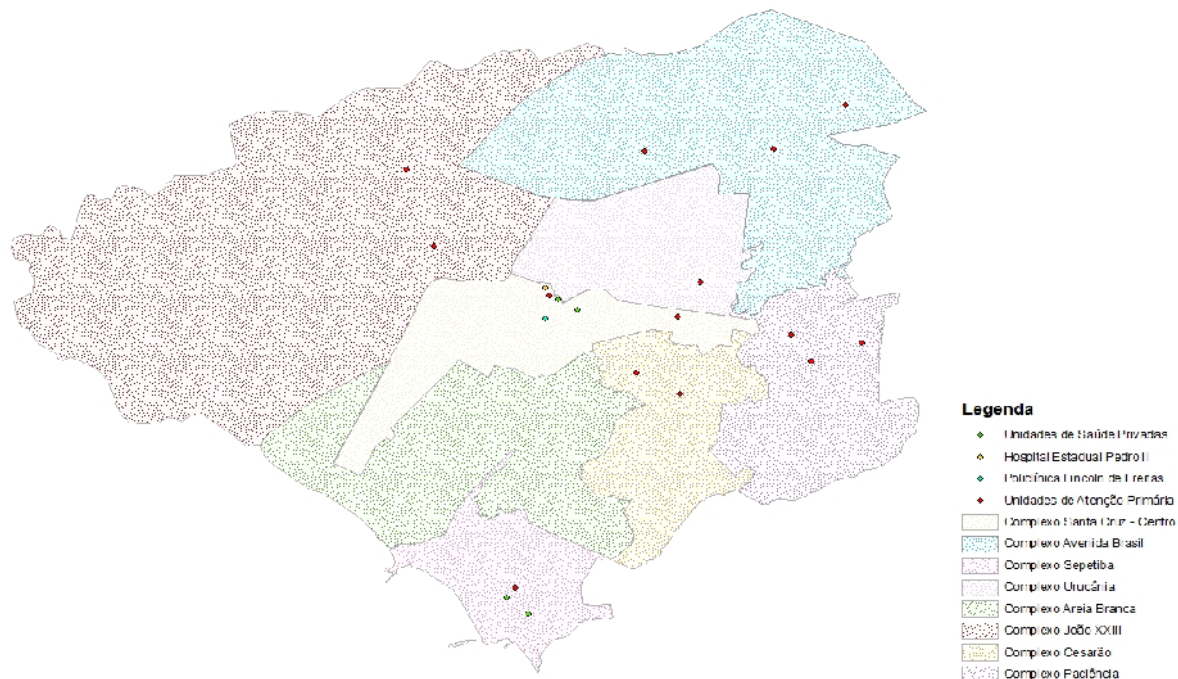 Legenda
Unidades de Saúde Privadas
Hospital Estadual Pedro II
Policlínica Lincoln de Freitas
Unidades de Atenção Primária
Complexo Santa Cruz - Centro
Complexo Avenida Brasil
Complexo Sepetiba
Complexo Urucânia
Complexo Areia Branca
Complexo João XXIII
Complexo Cesarão
Complexo Paciência